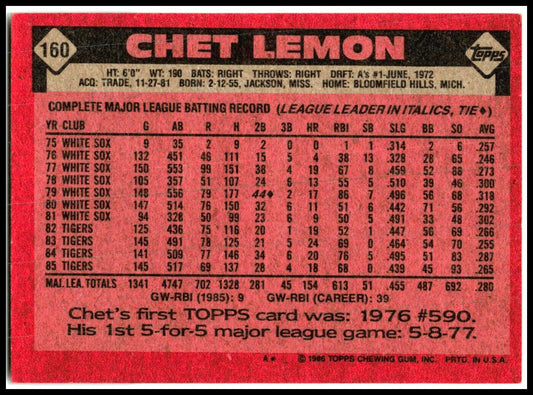 160 CHET LEMON Topps
HT: 6'0" WT: 190 BATS: RIGHT THROWS: RIGHT DRFT: A's #1-JUNE, 1972
ACQ: TRADE, 11-27-81 BORN: 2-12-55, JACKSON, MISS. HOME: BLOOMFIELD HILLS, MICH.
COMPLETE MAJOR LEAGUE BATTING RECORD (LEAGUE LEADER IN ITALICS, TIE♦)
YR CLUB G AB R H 2B 3B HR RBI SB SLG BB SO AVG
75 WHITE SOX 9 35 2 9 2 0 0 1 1 .314 2 6 .257
76 WHITE SOX 132 451 46 111 15 5 4 38 13 .328 28 65 .246
77 WHITE SOX 150 553 99 151 38 4 19 67 8 .459 52 88 .273
78 WHITE SOX 105 357 51 107 24 6 13 55 5 .510 39 46 .300
79 WHITE SOX 148 556 79 177 44♦ 2 17 86 7 .496 56 68 .318
80 WHITE SOX 147 514 76 150 32 6 11 51 6 .442 71 56 .292
81 WHITE SOX 94 328 50 99 23 6 9 50 5 .491 33 48 .302
82 TIGERS 125 436 75 116 20 1 19 52 1 .447 56 69 .266
83 TIGERS 145 491 78 125 21 5 24 69 0 .464 54 70 .255
84 TIGERS 141 509 77 146 34 6 20 76 5 .495 51 83 .287
85 TIGERS 145 517 69 137 28 4 18 68 0 .439 45 93 .265
MAJ. LEA. TOTALS 1341 4747 702 1328 281 45 154 613 51 .455 487 692 .280
GW-RBI (1985): 9 GW-RBI (CAREER): 39
Chet's first TOPPS card was: 1976 #590.
His 1st 5-for-5 major league game: 5-8-77.
A★ © 1986 TOPPS CHEWING GUM, INC. PRTD. IN U.S.A.